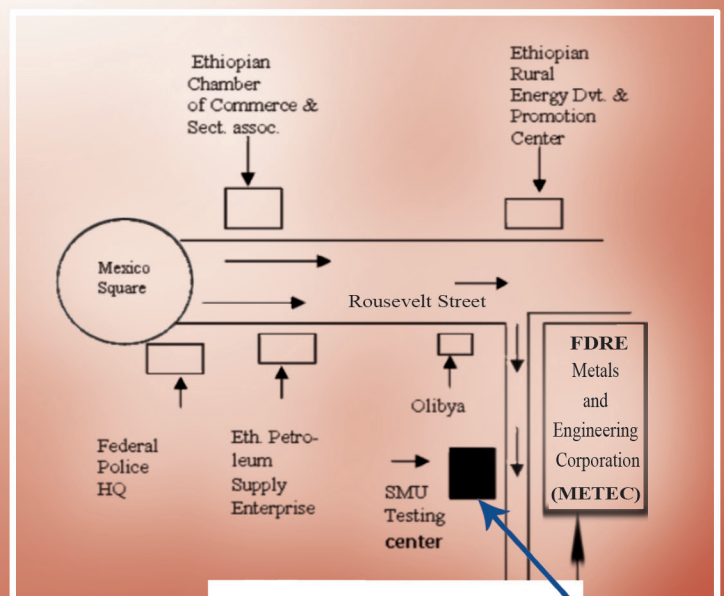 Ethiopian
Chamber
of Commerce &
Sect. assoc.
Ethiopian
Rural
Energy Dvt. &
Promotion
Center
Mexico
Square
Rousevelt Street
FDRE
Metals
and
Engineering
Corporation
(METEC)
Olibya
Federal
Police
HQ
Eth. Petro-
leum
Supply
Enterprise
SMU
Testing
center